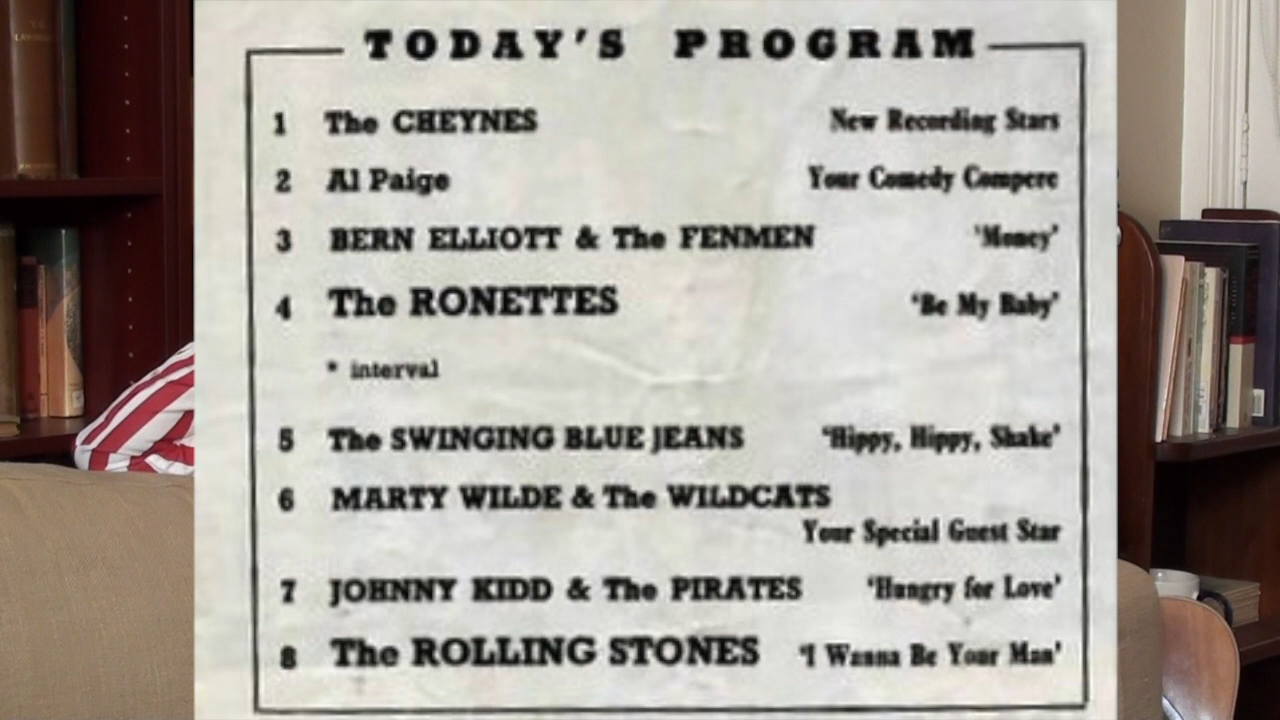 TODAY'S PROGRAM
1 The CHEYNES New Recording Stars
2 Al Paige Your Comedy Compere
3 BERN ELLIOTT & The FENMEN 'Money'
4 The RONETTES 'Be My Baby'
* interval
5 The SWINGING BLUE JEANS 'Hippy, Hippy, Shake'
6 MARTY WILDE & The WILDCATS
Your Special Guest Star
7 JOHNNY KIDD & The PIRATES 'Hungry for Love'
8 The ROLLING STONES 'I Wanna Be Your Man'